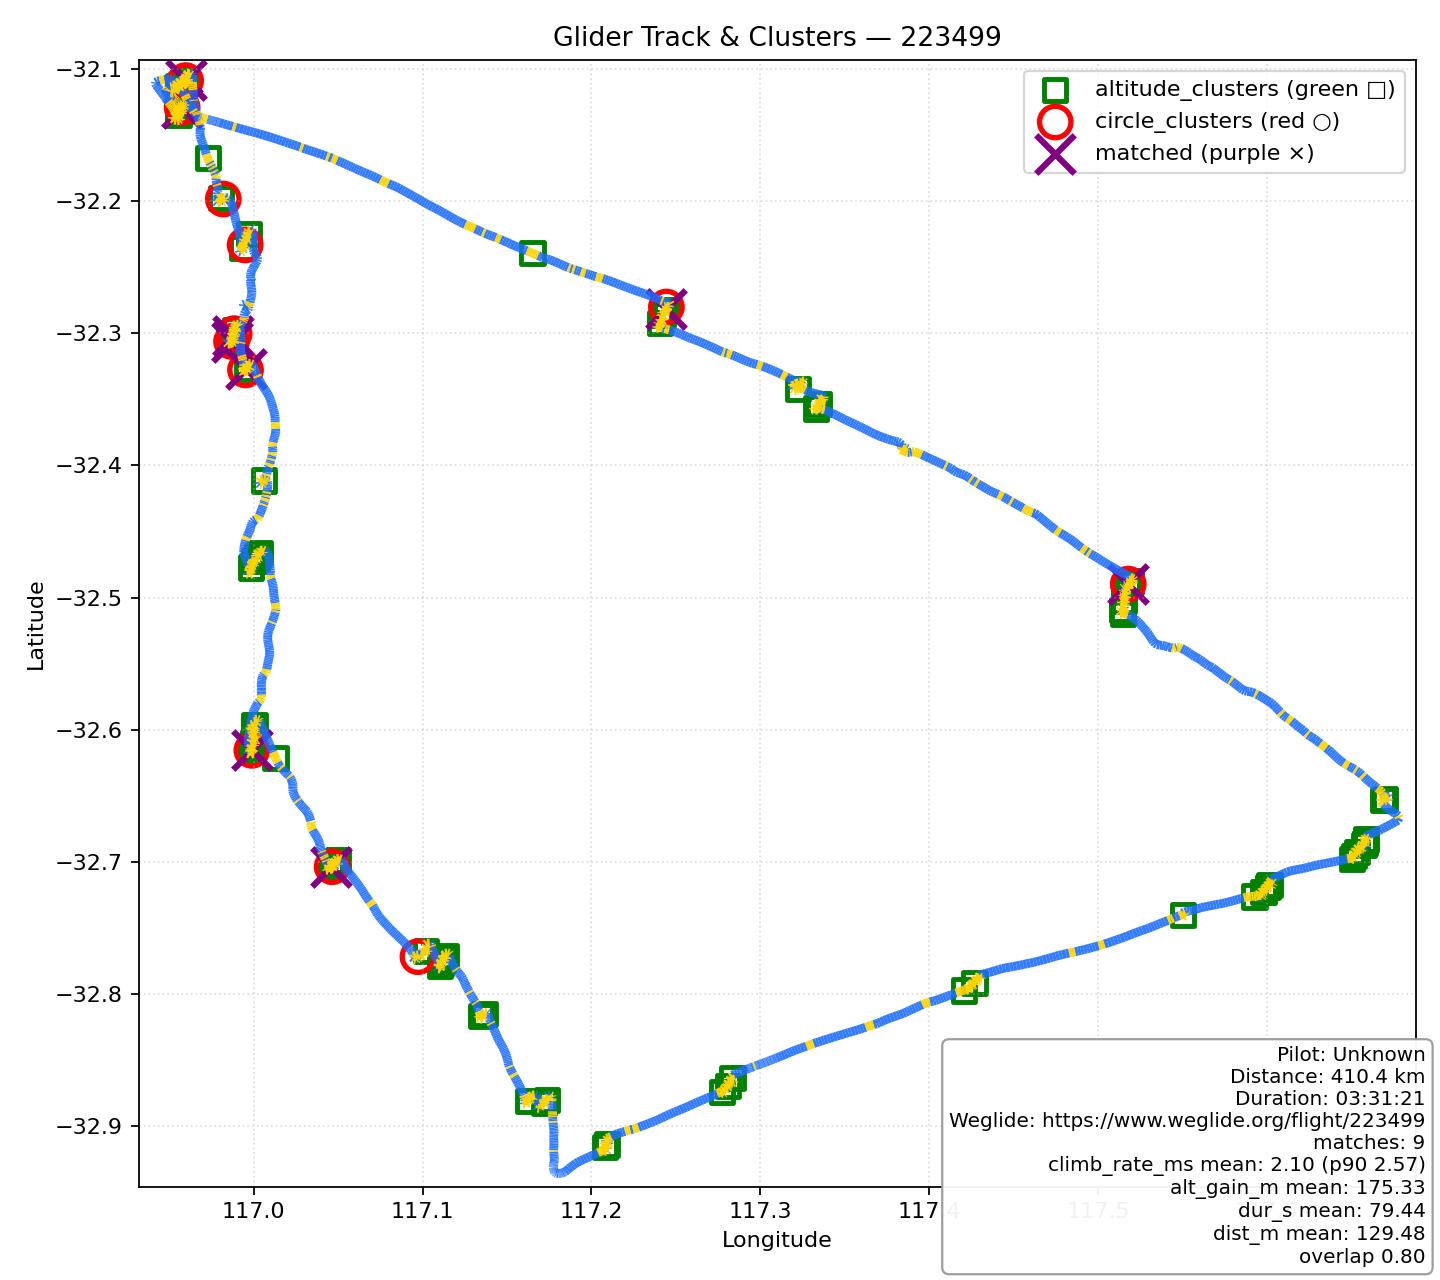 Glider Track & Clusters — 223499
altitude_clusters (green □)
circle_clusters (red ○)
matched (purple ×)
−32.1
−32.2
−32.3
−32.4
−32.5
−32.6
−32.7
−32.8
−32.9
Latitude
117.0
117.1
117.2
117.3
117.4
117.5
Longitude
Pilot: Unknown
Distance: 410.4 km
Duration: 03:31:21
Weglide: https://www.weglide.org/flight/223499
matches: 9
climb_rate_ms mean: 2.10 (p90 2.57)
alt_gain_m mean: 175.33
dur_s mean: 79.44
dist_m mean: 129.48
overlap 0.80